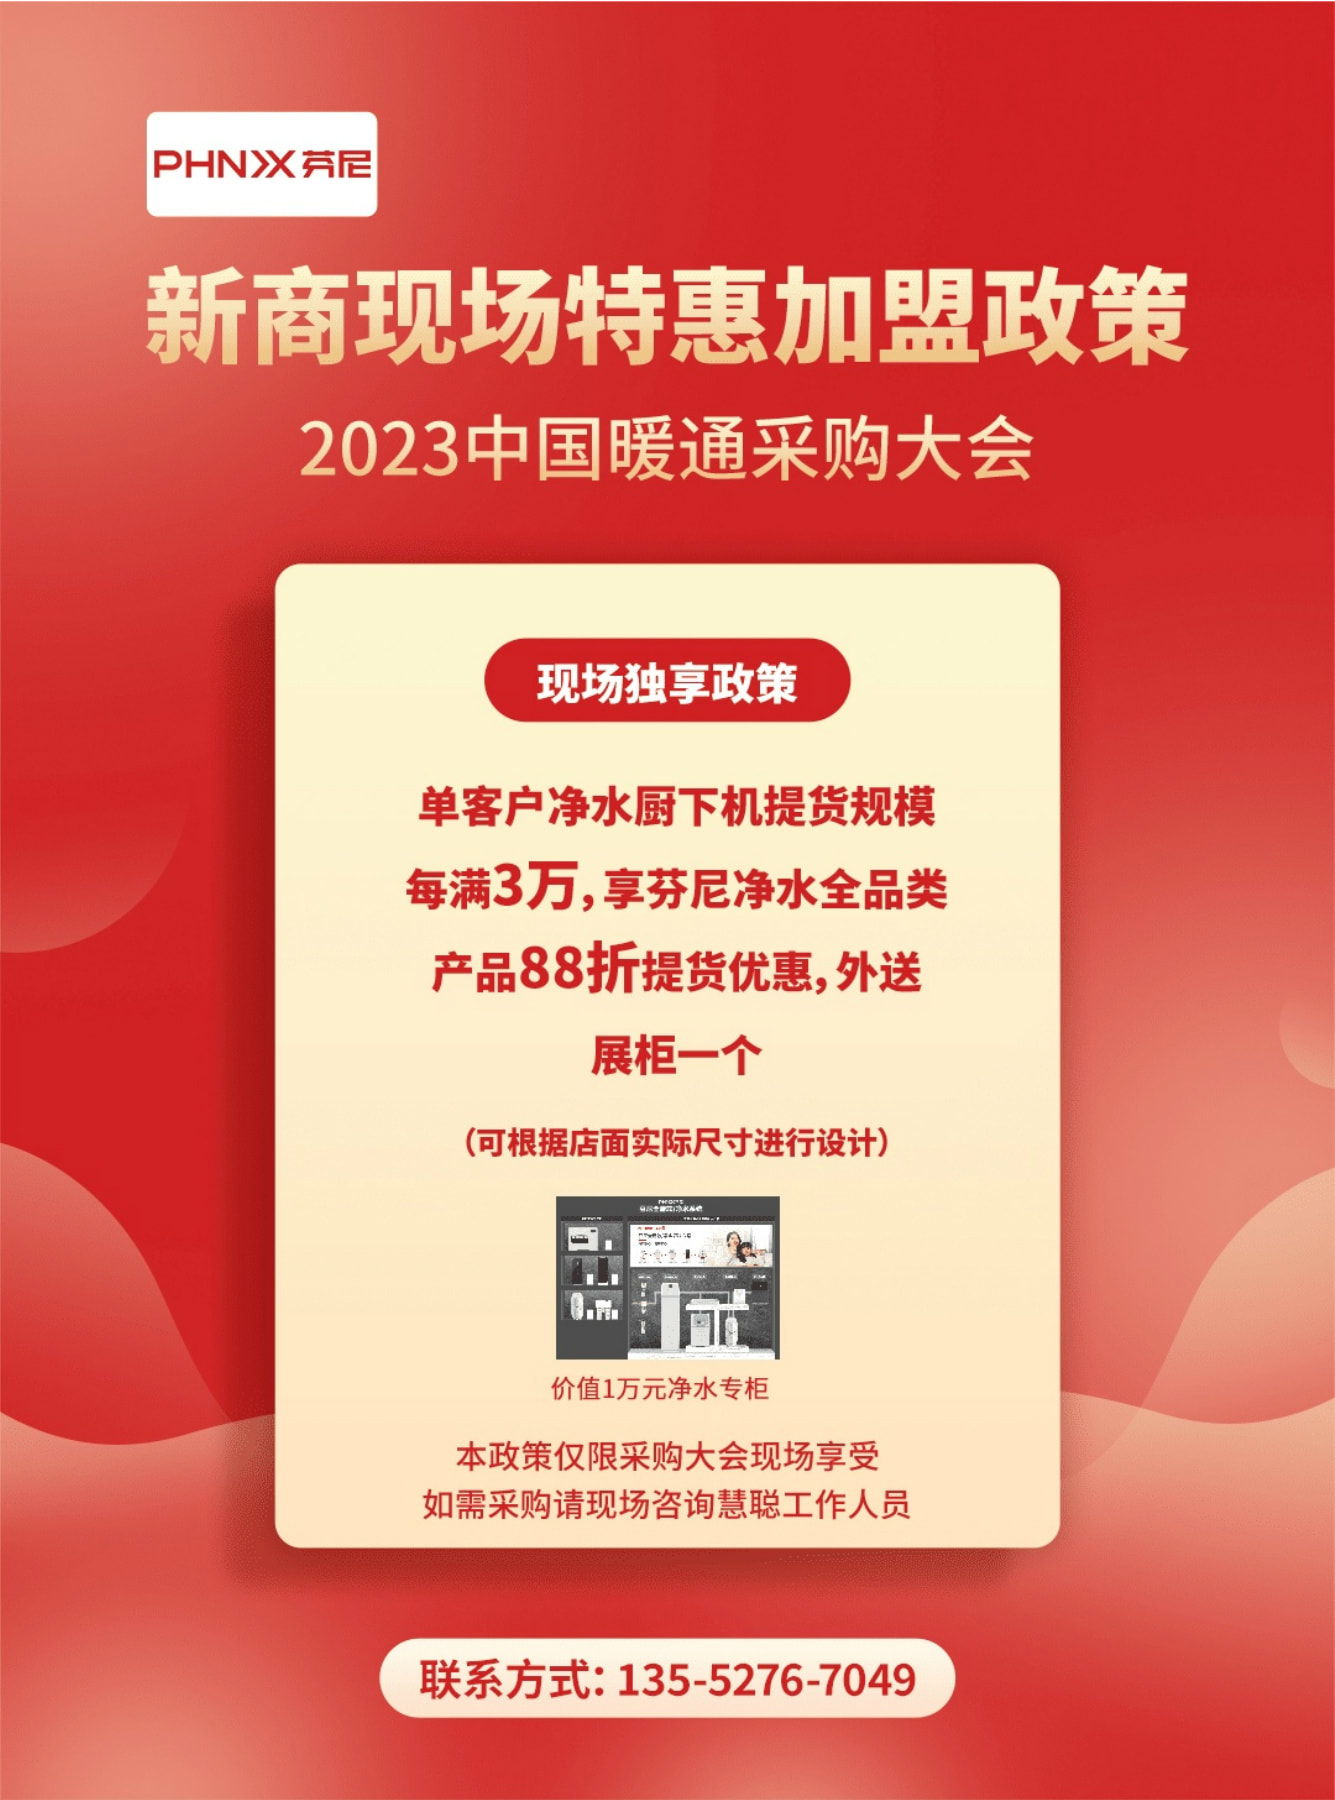 PHNX芬尼
新商现场特惠加盟政策
2023中国暖通采购大会
现场独享政策
单客户净水厨下机提货规模
每满3万，享芬尼净水全品类
产品88折提货优惠，外送
展柜一个
（可根据店面实际尺寸进行设计）
价值1万元净水专柜
本政策仅限采购大会现场享受
如需采购请现场咨询慧聪工作人员
联系方式：135-5276-7049